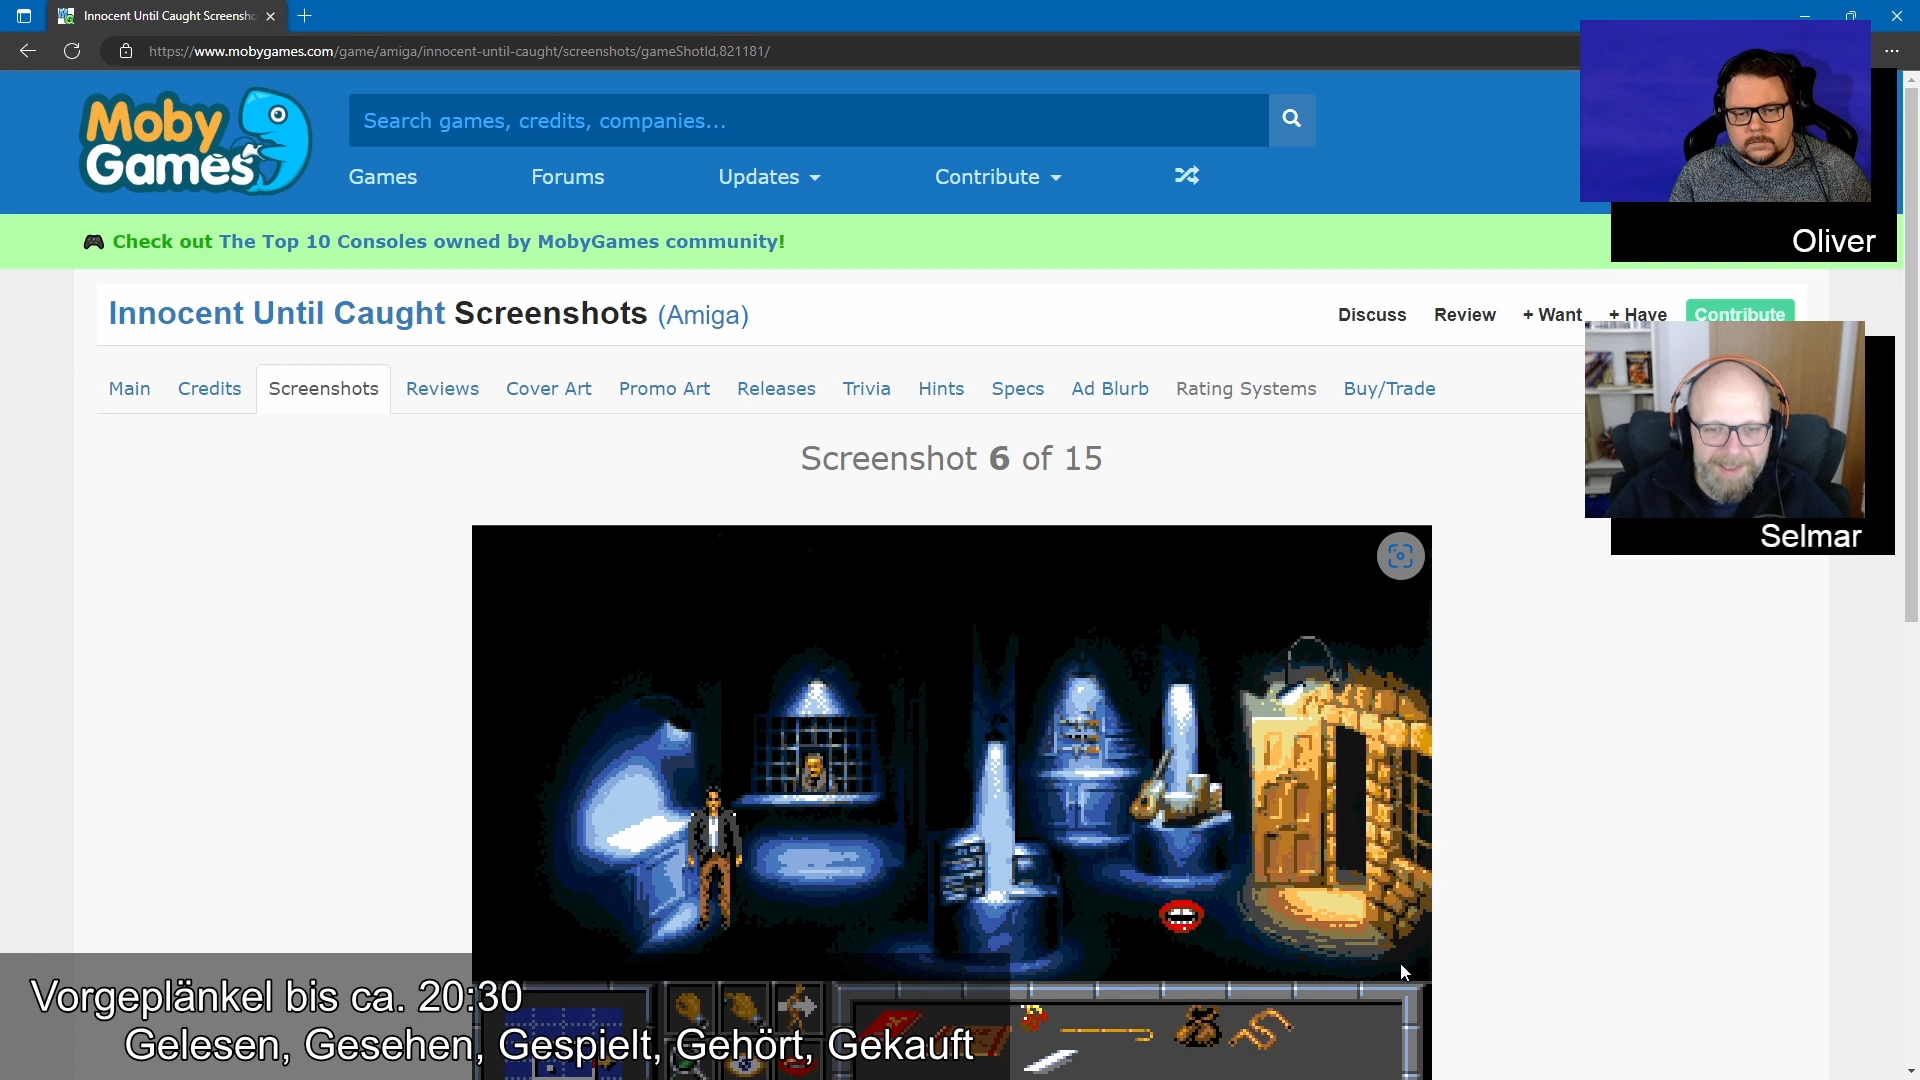 Innocent Until Caught Screensho
https://www.mobygames.com/game/amiga/innocent-until-caught/screenshots/gameShotId,821181/
Moby
Games
Search games, credits, companies...
Games Forums Updates Contribute
Check out The Top 10 Consoles owned by MobyGames community!
Oliver
Innocent Until Caught Screenshots (Amiga)
Discuss Review + Want + Have Contribute
Main Credits Screenshots Reviews Cover Art Promo Art Releases Trivia Hints Specs Ad Blurb Rating Systems Buy/Trade
Screenshot 6 of 15
Selmar
Vorgeplänkel bis ca. 20:30
Gelesen, Gesehen, Gespielt, Gehört, Gekauft